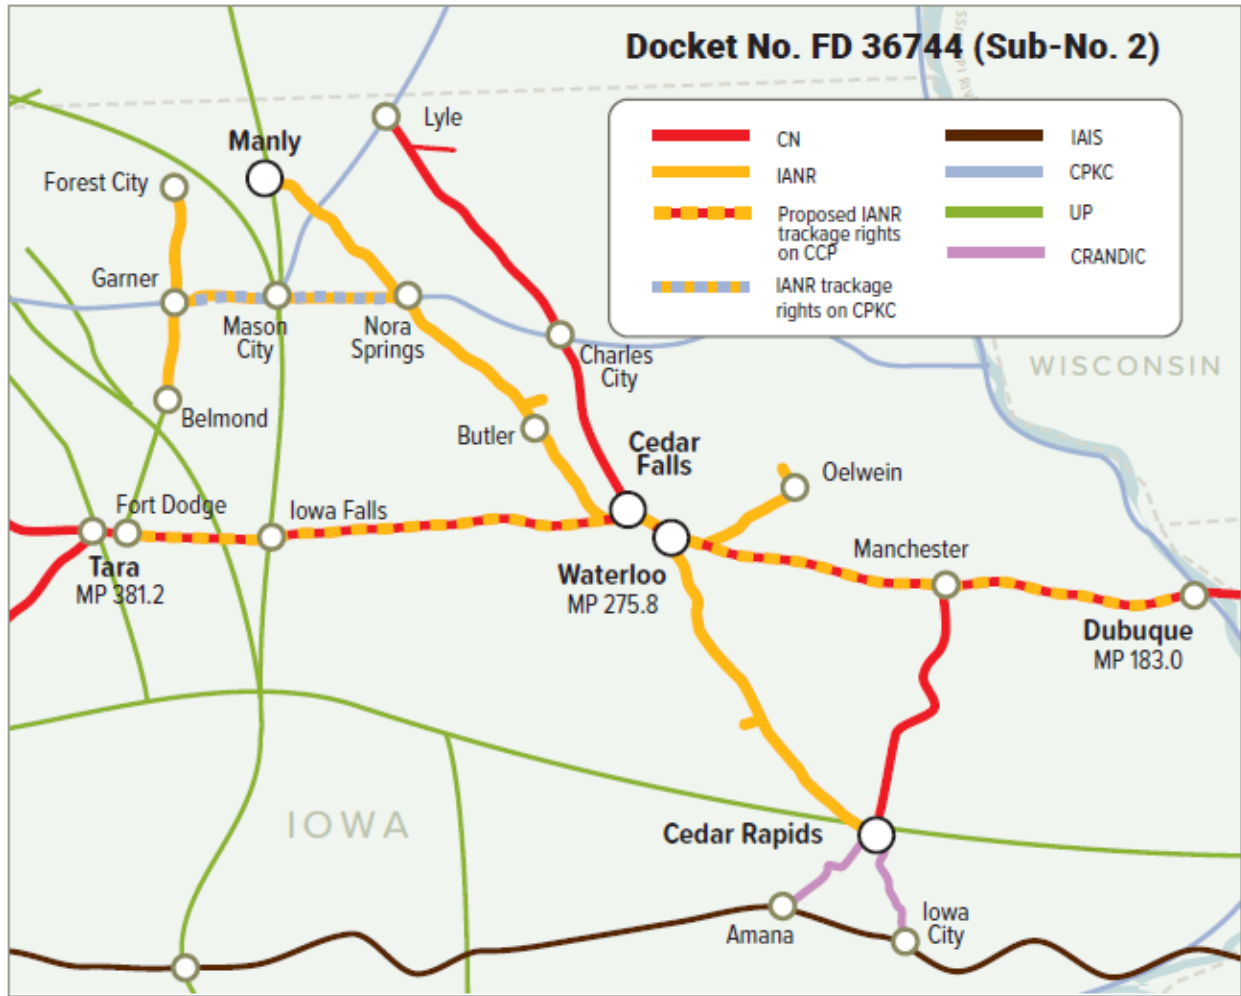 Docket No. FD 36744 (Sub-No. 2)
CN
IANR
Proposed IANR
trackage rights
on CCP
IANR trackage
rights on CPKC
IAIS
CPKC
UP
CRANDIC
Lyle
Manly
Forest City
Garner
Mason
City
Nora
Springs
Charles
City
WISCONSIN
Belmond
Butler
Cedar
Falls
Oelwein
Fort Dodge
Iowa Falls
Manchester
Tara
MP 381.2
Waterloo
MP 275.8
Dubuque
MP 183.0
IOWA
Cedar Rapids
Amana
Iowa
City